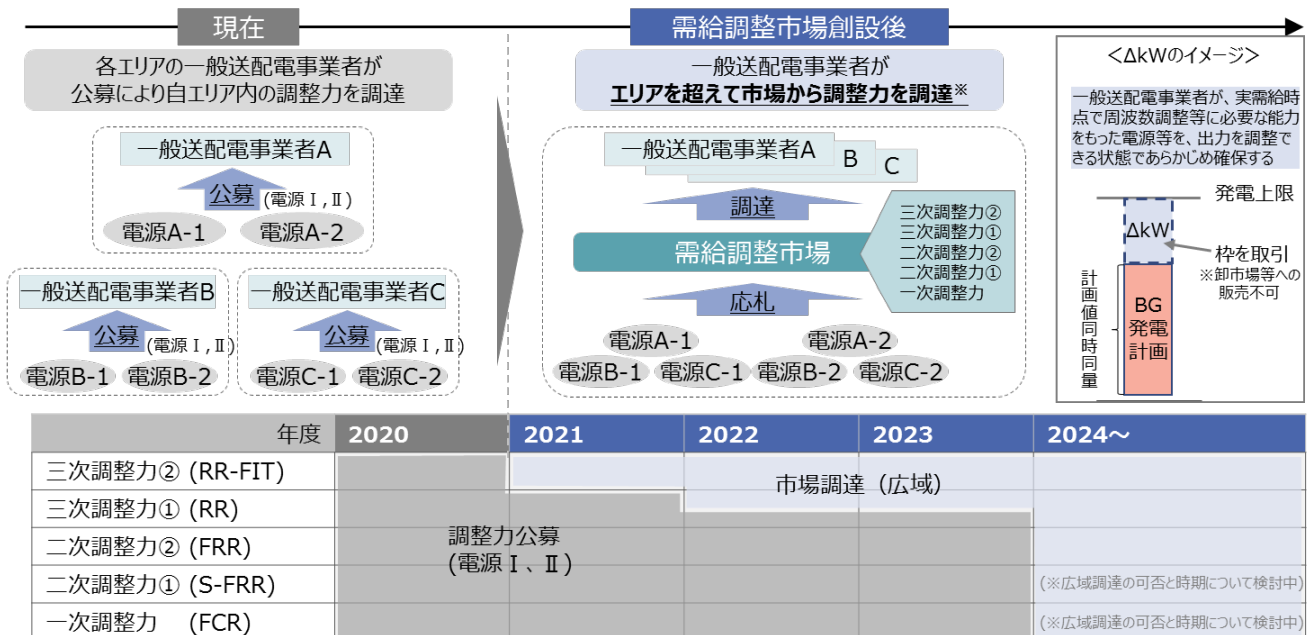 現在
需給調整市場創設後
各エリアの一般送配電事業者が
公募により自エリア内の調整力を調達
一般送配電事業者が
エリアを超えて市場から調整力を調達※
一般送配電事業者A
公募 (電源Ⅰ,Ⅱ)
電源A-1 電源A-2
一般送配電事業者B
公募 (電源Ⅰ,Ⅱ)
電源B-1 電源B-2
一般送配電事業者C
公募 (電源Ⅰ,Ⅱ)
電源C-1 電源C-2
一般送配電事業者A B C
調達
需給調整市場
三次調整力②
三次調整力①
二次調整力②
二次調整力①
一次調整力
応札
電源A-1 電源A-2
電源B-1 電源C-1 電源B-2 電源C-2
<ΔkWのイメージ>
一般送配電事業者が、実需給時
点で周波数調整等に必要な能力
をもった電源等を、出力を調整で
きる状態であらかじめ確保する
発電上限
ΔkW
枠を取引
※卸市場等への
販売不可
計画値同時同量
BG
発電
計画
年度 2020 2021 2022 2023 2024~
三次調整力② (RR-FIT)
三次調整力① (RR)
二次調整力② (FRR)
二次調整力① (S-FRR)
一次調整力 (FCR)
市場調達（広域）
調整力公募
(電源Ⅰ、Ⅱ)
(※広域調達の可否と時期について検討中)
(※広域調達の可否と時期について検討中)